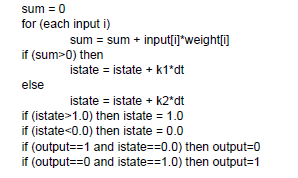 sum = 0
for (each input i)
sum = sum + input[i]*weight[i]
if (sum>0) then
istate = istate + k1*dt
else
istate = istate + k2*dt
if (istate>1.0) then istate = 1.0
if (istate<0.0) then istate = 0.0
if (output==1 and istate==0.0) then output=0
if (output==0 and istate==1.0) then output=1